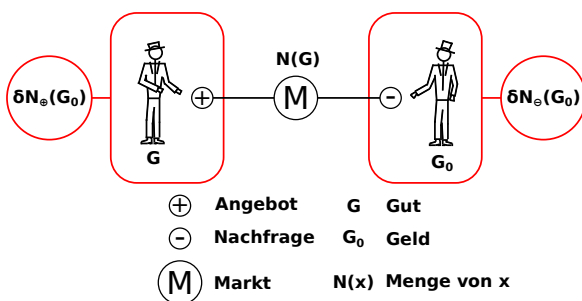 N(G)
δN⊕(G₀) + M - δN⊖(G₀)
G G₀
+ Angebot G Gut
- Nachfrage G₀ Geld
M Markt N(x) Menge von x